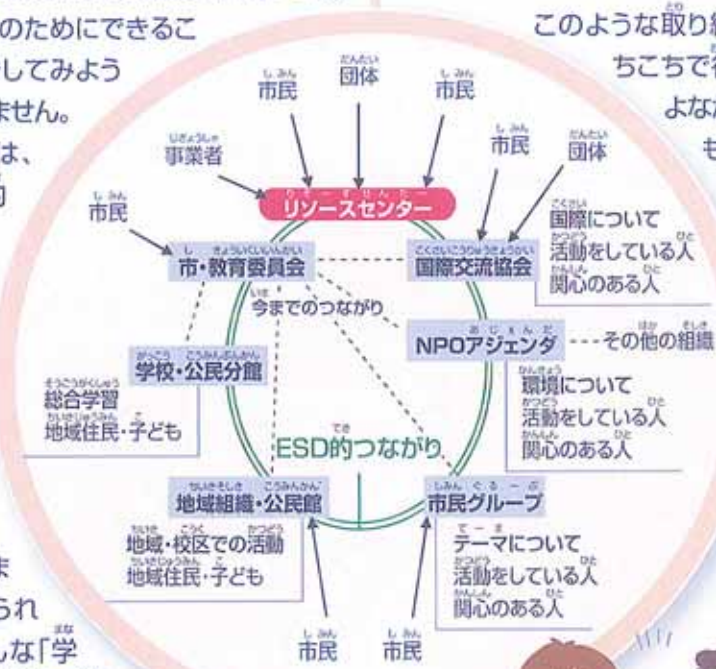 のためにできるこ
してみよう
ません。
は、
このような取り
ちこちで
よな
も
市民
団体
市民
事業者
市民
団体
市民
リソースセンター
市・教育委員会
国際交流協会
国際について
活動をしている人
関心のある人
今までのつながり
学校・公民分館
総合学習
地域住民・子ども
NPOアジェンダ
その他の組織
環境について
活動をしている人
関心のある人
ESD的つながり
地域組織・公民館
地域・校区での活動
地域住民・子ども
市民グループ
テーマについて
活動をしている人
関心のある人
市民
市民
ま
られ
んな「学